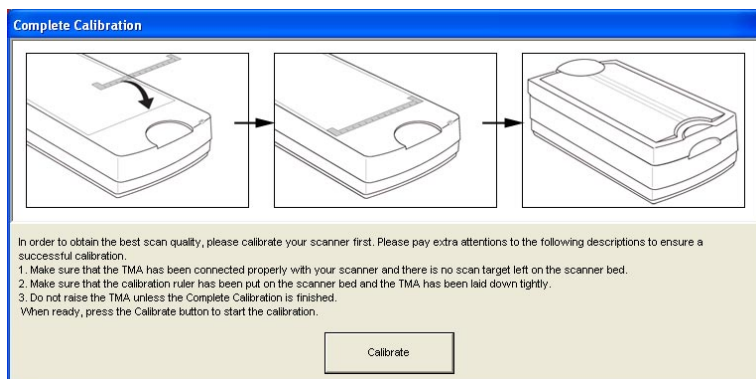 Complete Calibration
In order to obtain the best scan quality, please calibrate your scanner first. Please pay extra attentions to the following descriptions to ensure a
successful calibration.
1. Make sure that the TMA has been connected properly with your scanner and there is no scan target left on the scanner bed.
2. Make sure that the calibration ruler has been put on the scanner bed and the TMA has been laid down tightly.
3. Do not raise the TMA unless the Complete Calibration is finished.
When ready, press the Calibrate button to start the calibration.
Calibrate